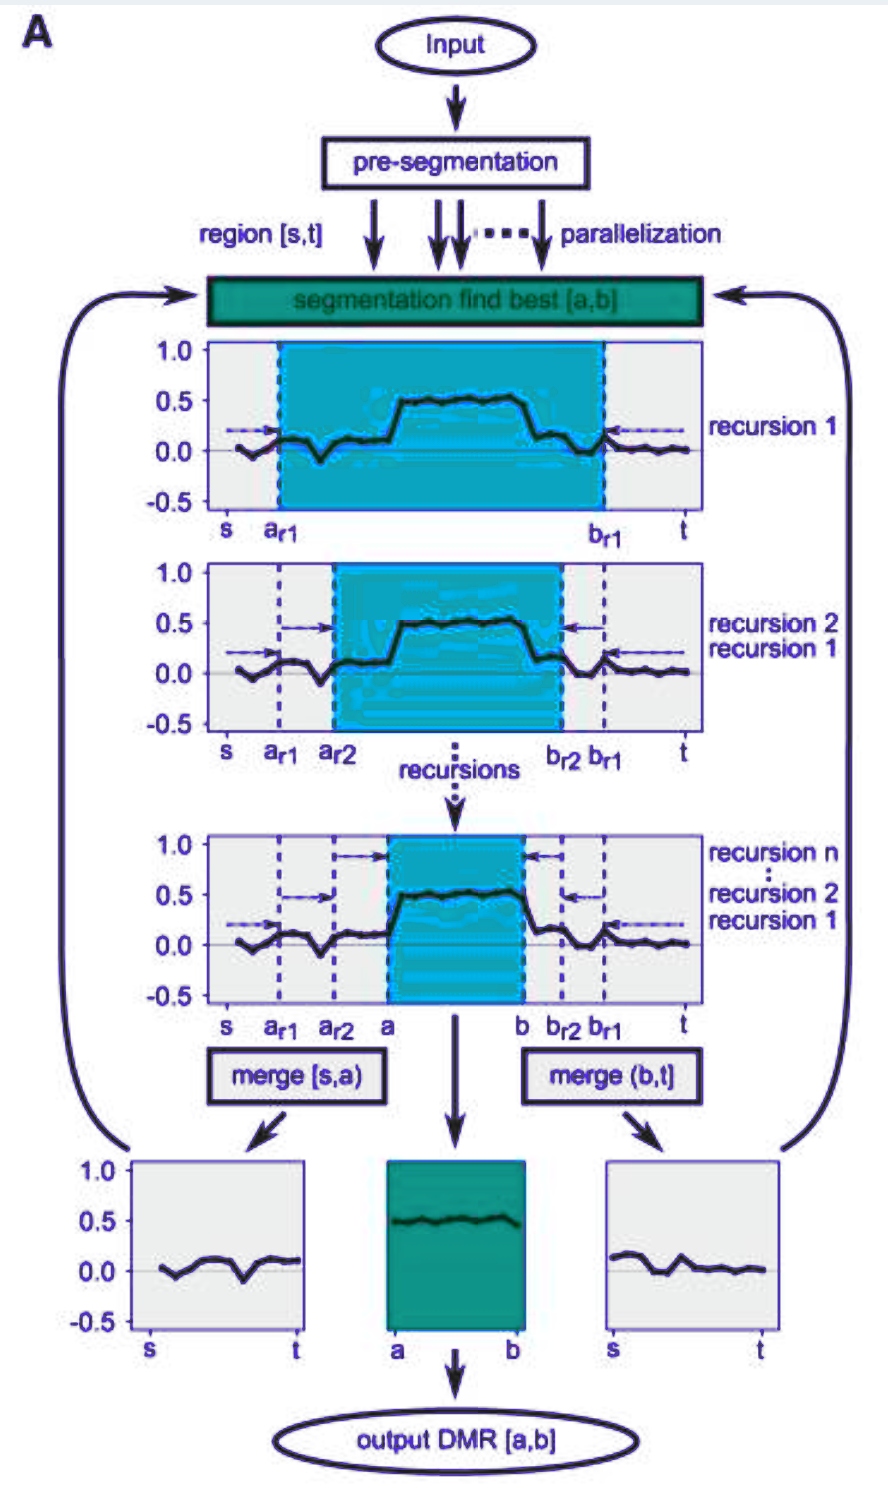 A
Input
pre-segmentation
region [s,t]
parallelization
segmentation find best [a,b]
1.0
0.5
0.0
-0.5
recursion 1
s ar1 br1 t
1.0
0.5
0.0
-0.5
recursion 2
recursion 1
s ar1 ar2 br2 br1 t
recursions
1.0
0.5
0.0
-0.5
recursion n
recursion 2
recursion 1
s ar1 ar2 a b br2 br1 t
merge [s,a)
merge (b,t]
1.0
0.5
0.0
-0.5
s t
a b
s t
output DMR [a,b]